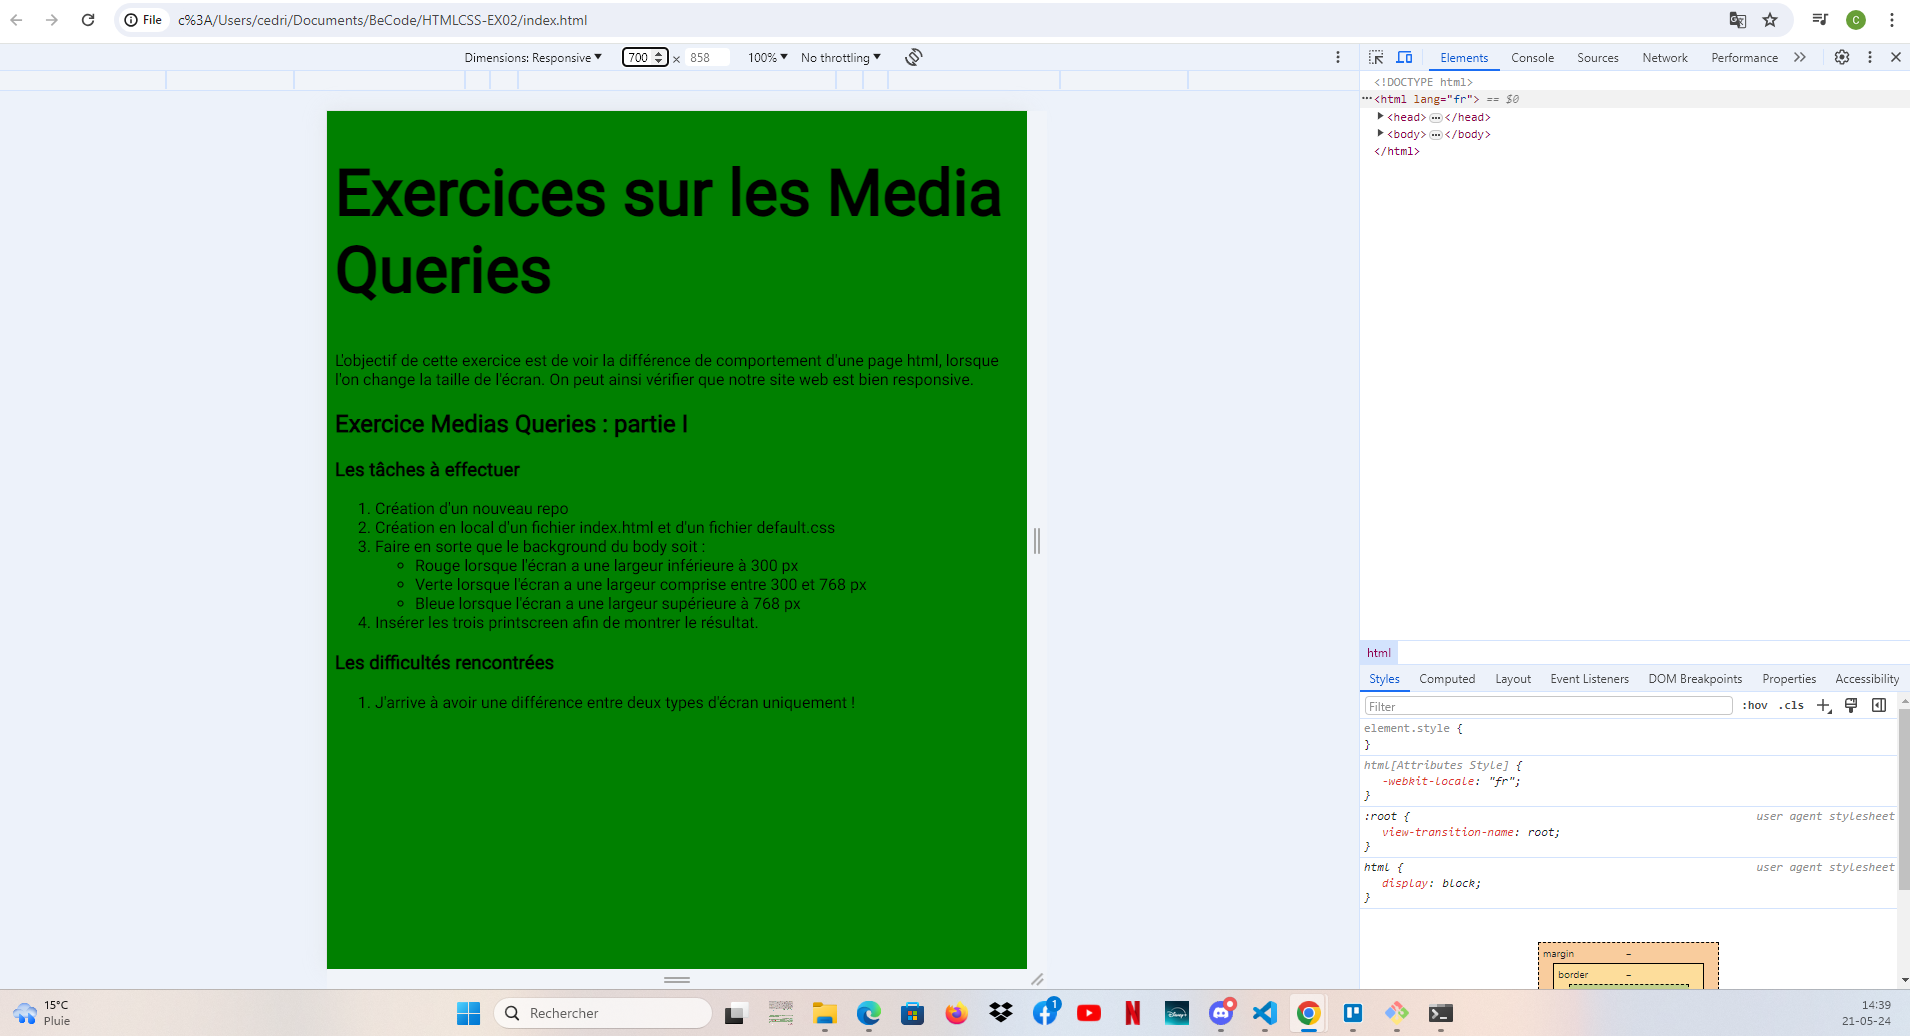 File c%3A/Users/cedri/Documents/BeCode/HTMLCSS-EX02/index.html C
Dimensions: Responsive 700 × 858 100% No throttling
Elements Console Sources Network Performance
Exercices sur les Media
Queries
L'objectif de cette exercice est de voir la différence de comportement d'une page html, lorsque
l'on change la taille de l'écran. On peut ainsi vérifier que notre site web est bien responsive.
Exercice Medias Queries : partie I
Les tâches à effectuer
1. Création d'un nouveau repo
2. Création en local d'un fichier index.html et d'un fichier default.css
3. Faire en sorte que le background du body soit :
Rouge lorsque l'écran a une largeur inférieure à 300 px
Verte lorsque l'écran a une largeur comprise entre 300 et 768 px
Bleue lorsque l'écran a une largeur supérieure à 768 px
4. Insérer les trois printscreen afin de montrer le résultat.
Les difficultés rencontrées
1. J'arrive à avoir une différence entre deux types d'écran uniquement !
<!DOCTYPE html>
<html lang="fr"> == $0
<head> ••• </head>
<body> ••• </body>
</html>
html
Styles Computed Layout Event Listeners DOM Breakpoints Properties Accessibility
Filter :hov .cls
element.style {
}
html[Attributes Style] {
-webkit-locale: "fr";
}
:root { user agent stylesheet
view-transition-name: root;
}
html { user agent stylesheet
display: block;
}
margin –
border –
15°C
Pluie
Rechercher
1
14:39
21-05-24